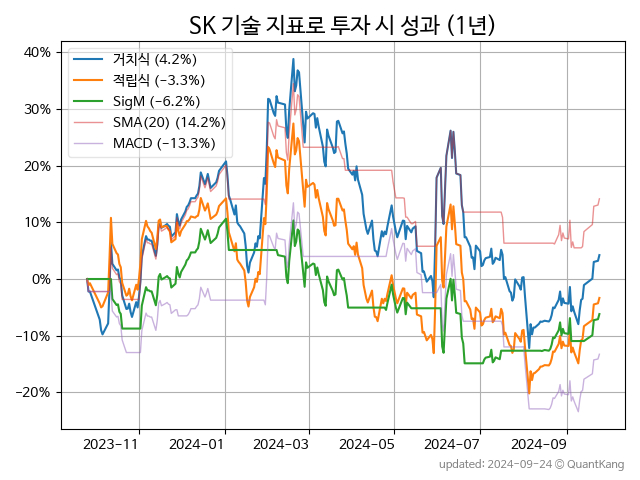 SK 기술 지표로 투자 시 성과 (1년)
거치식 (4.2%)
적립식 (−3.3%)
SigM (−6.2%)
SMA(20) (14.2%)
MACD (−13.3%)
40%
30%
20%
10%
0%
−10%
−20%
2023-11 2024-01 2024-03 2024-05 2024-07 2024-09
updated: 2024-09-24 © QuantKang